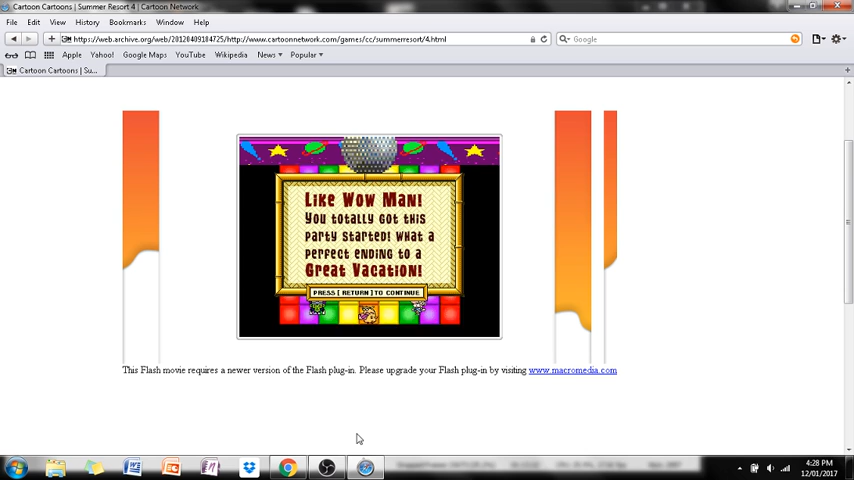 Cartoon Cartoons | Summer Resort 4 | Cartoon Network
File Edit View History Bookmarks Window Help
https://web.archive.org/web/20120409184725/http://www.cartoonnetwork.com/games/cc/summerresort/4.html
Google
Apple Yahoo! Google Maps YouTube Wikipedia News Popular
Cartoon Cartoons | Su...
Like Wow Man!
You totally got this
party started! What a
perfect ending to a
Great Vacation!
PRESS [ RETURN ] TO CONTINUE
This Flash movie requires a newer version of the Flash plug-in. Please upgrade your Flash plug-in by visiting www.macromedia.com
4:28 PM
12/01/2017